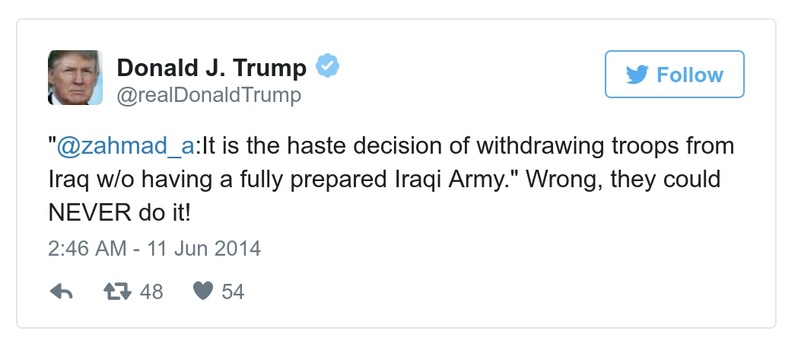 Donald J. Trump
@realDonaldTrump
Follow
"@zahmad_a:It is the haste decision of withdrawing troops from
Iraq w/o having a fully prepared Iraqi Army." Wrong, they could
NEVER do it!
2:46 AM - 11 Jun 2014
48 54